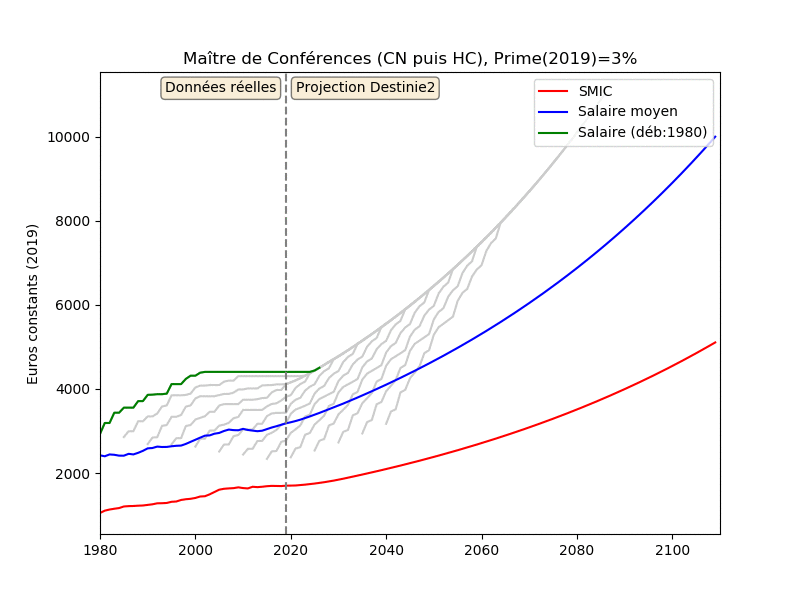 Maître de Conférences (CN puis HC), Prime(2019)=3%
Données réelles
Projection Destinie2
SMIC
Salaire moyen
Salaire (déb:1980)
Euros constants (2019)
10000
8000
6000
4000
2000
1980
2000
2020
2040
2060
2080
2100